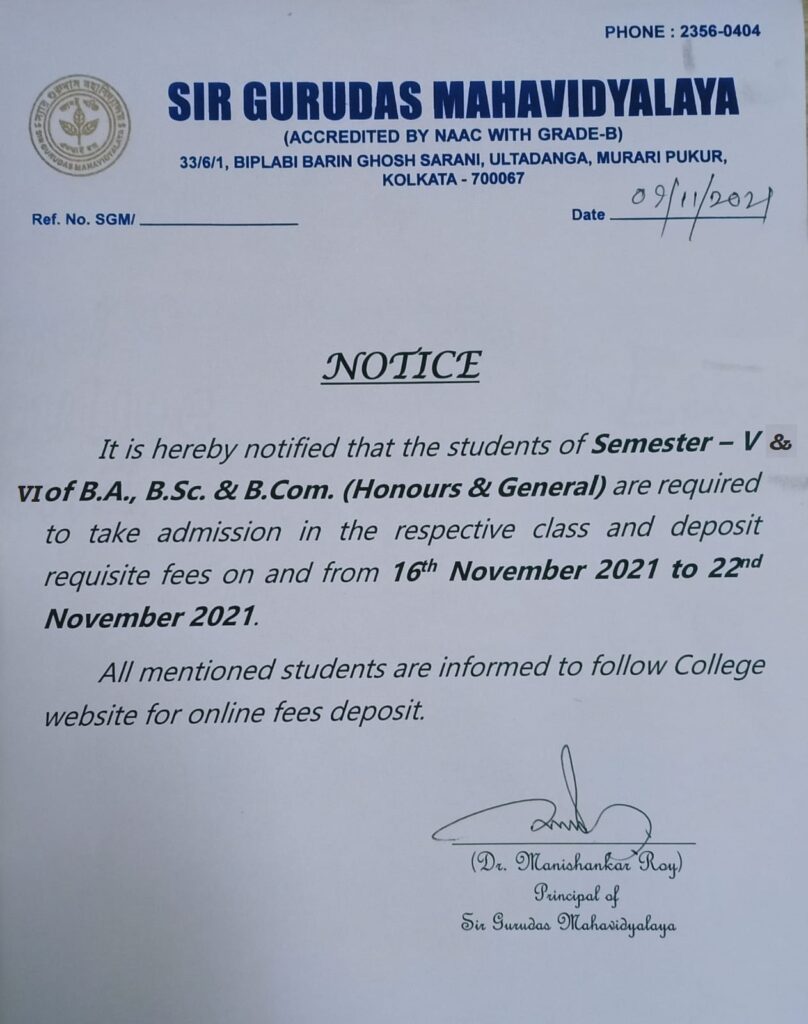 PHONE : 2356-0404
SIR GURUDAS MAHAVIDYALAYA
(ACCREDITED BY NAAC WITH GRADE-B)
33/6/1, BIPLABI BARIN GHOSH SARANI, ULTADANGA, MURARI PUKUR,
KOLKATA - 700067
Ref. No. SGM/
Date 09/11/2021
NOTICE
It is hereby notified that the students of Semester – V &
VI of B.A., B.Sc. & B.Com. (Honours & General) are required
to take admission in the respective class and deposit
requisite fees on and from 16th November 2021 to 22nd
November 2021.
All mentioned students are informed to follow College
website for online fees deposit.
(Dr. Manishankar Roy)
Principal of
Sir Gurudas Mahavidyalaya